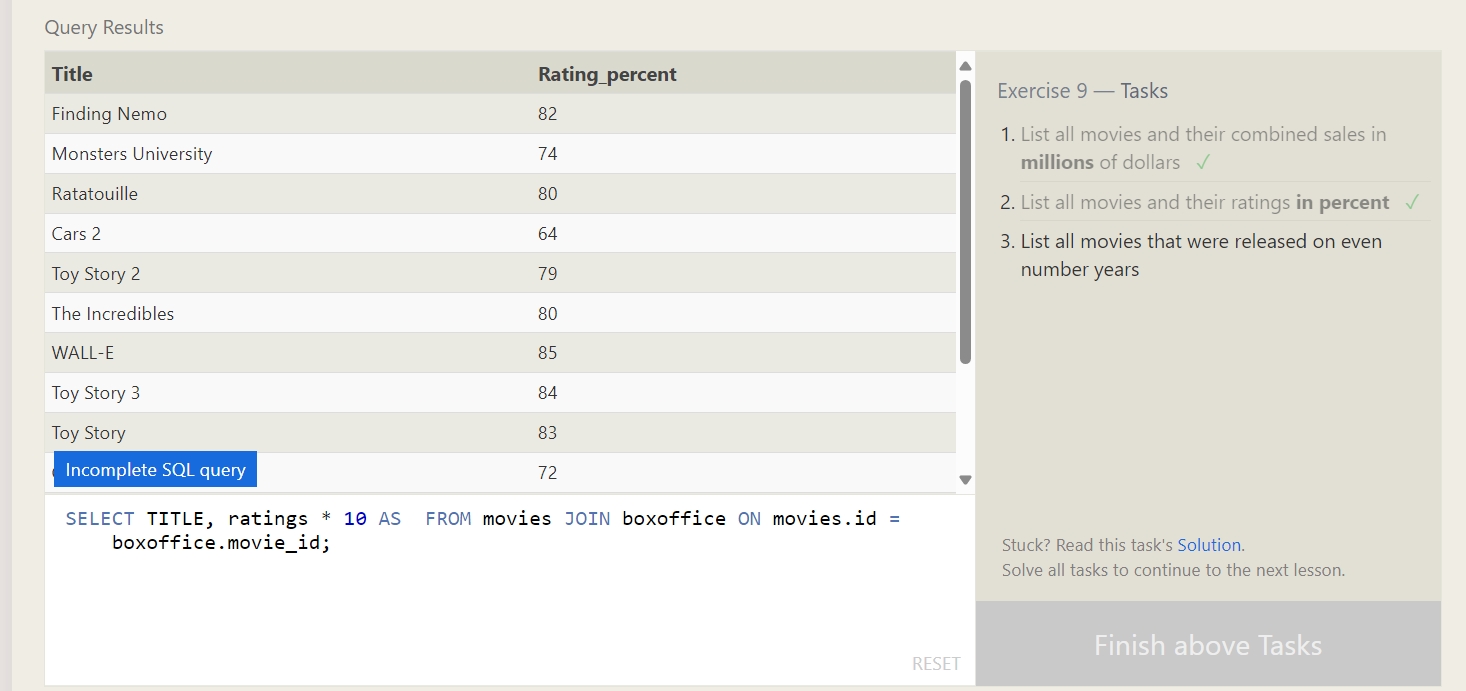 Query Results
Title Rating_percent
Finding Nemo 82
Monsters University 74
Ratatouille 80
Cars 2 64
Toy Story 2 79
The Incredibles 80
WALL-E 85
Toy Story 3 84
Toy Story 83
Incomplete SQL query 72
SELECT TITLE, ratings * 10 AS  FROM movies JOIN boxoffice ON movies.id =
boxoffice.movie_id;
RESET
Exercise 9 — Tasks
1. List all movies and their combined sales in
millions of dollars ✓
2. List all movies and their ratings in percent ✓
3. List all movies that were released on even
number years
Stuck? Read this task's Solution.
Solve all tasks to continue to the next lesson.
Finish above Tasks